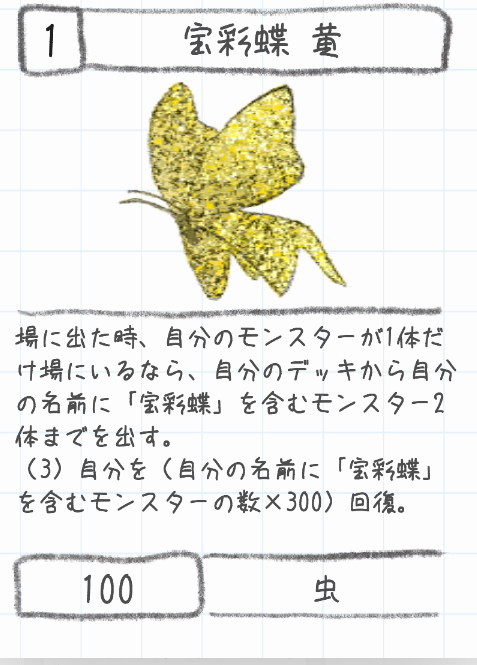 1 宝彩蝶 黄
場に出た時、自分のモンスターが1体だ
け場にいるなら、自分のデッキから自分
の名前に「宝彩蝶」を含むモンスター2
体までを出す。
（3）自分を（自分の名前に「宝彩蝶」
を含むモンスターの数×300）回復。
100 虫